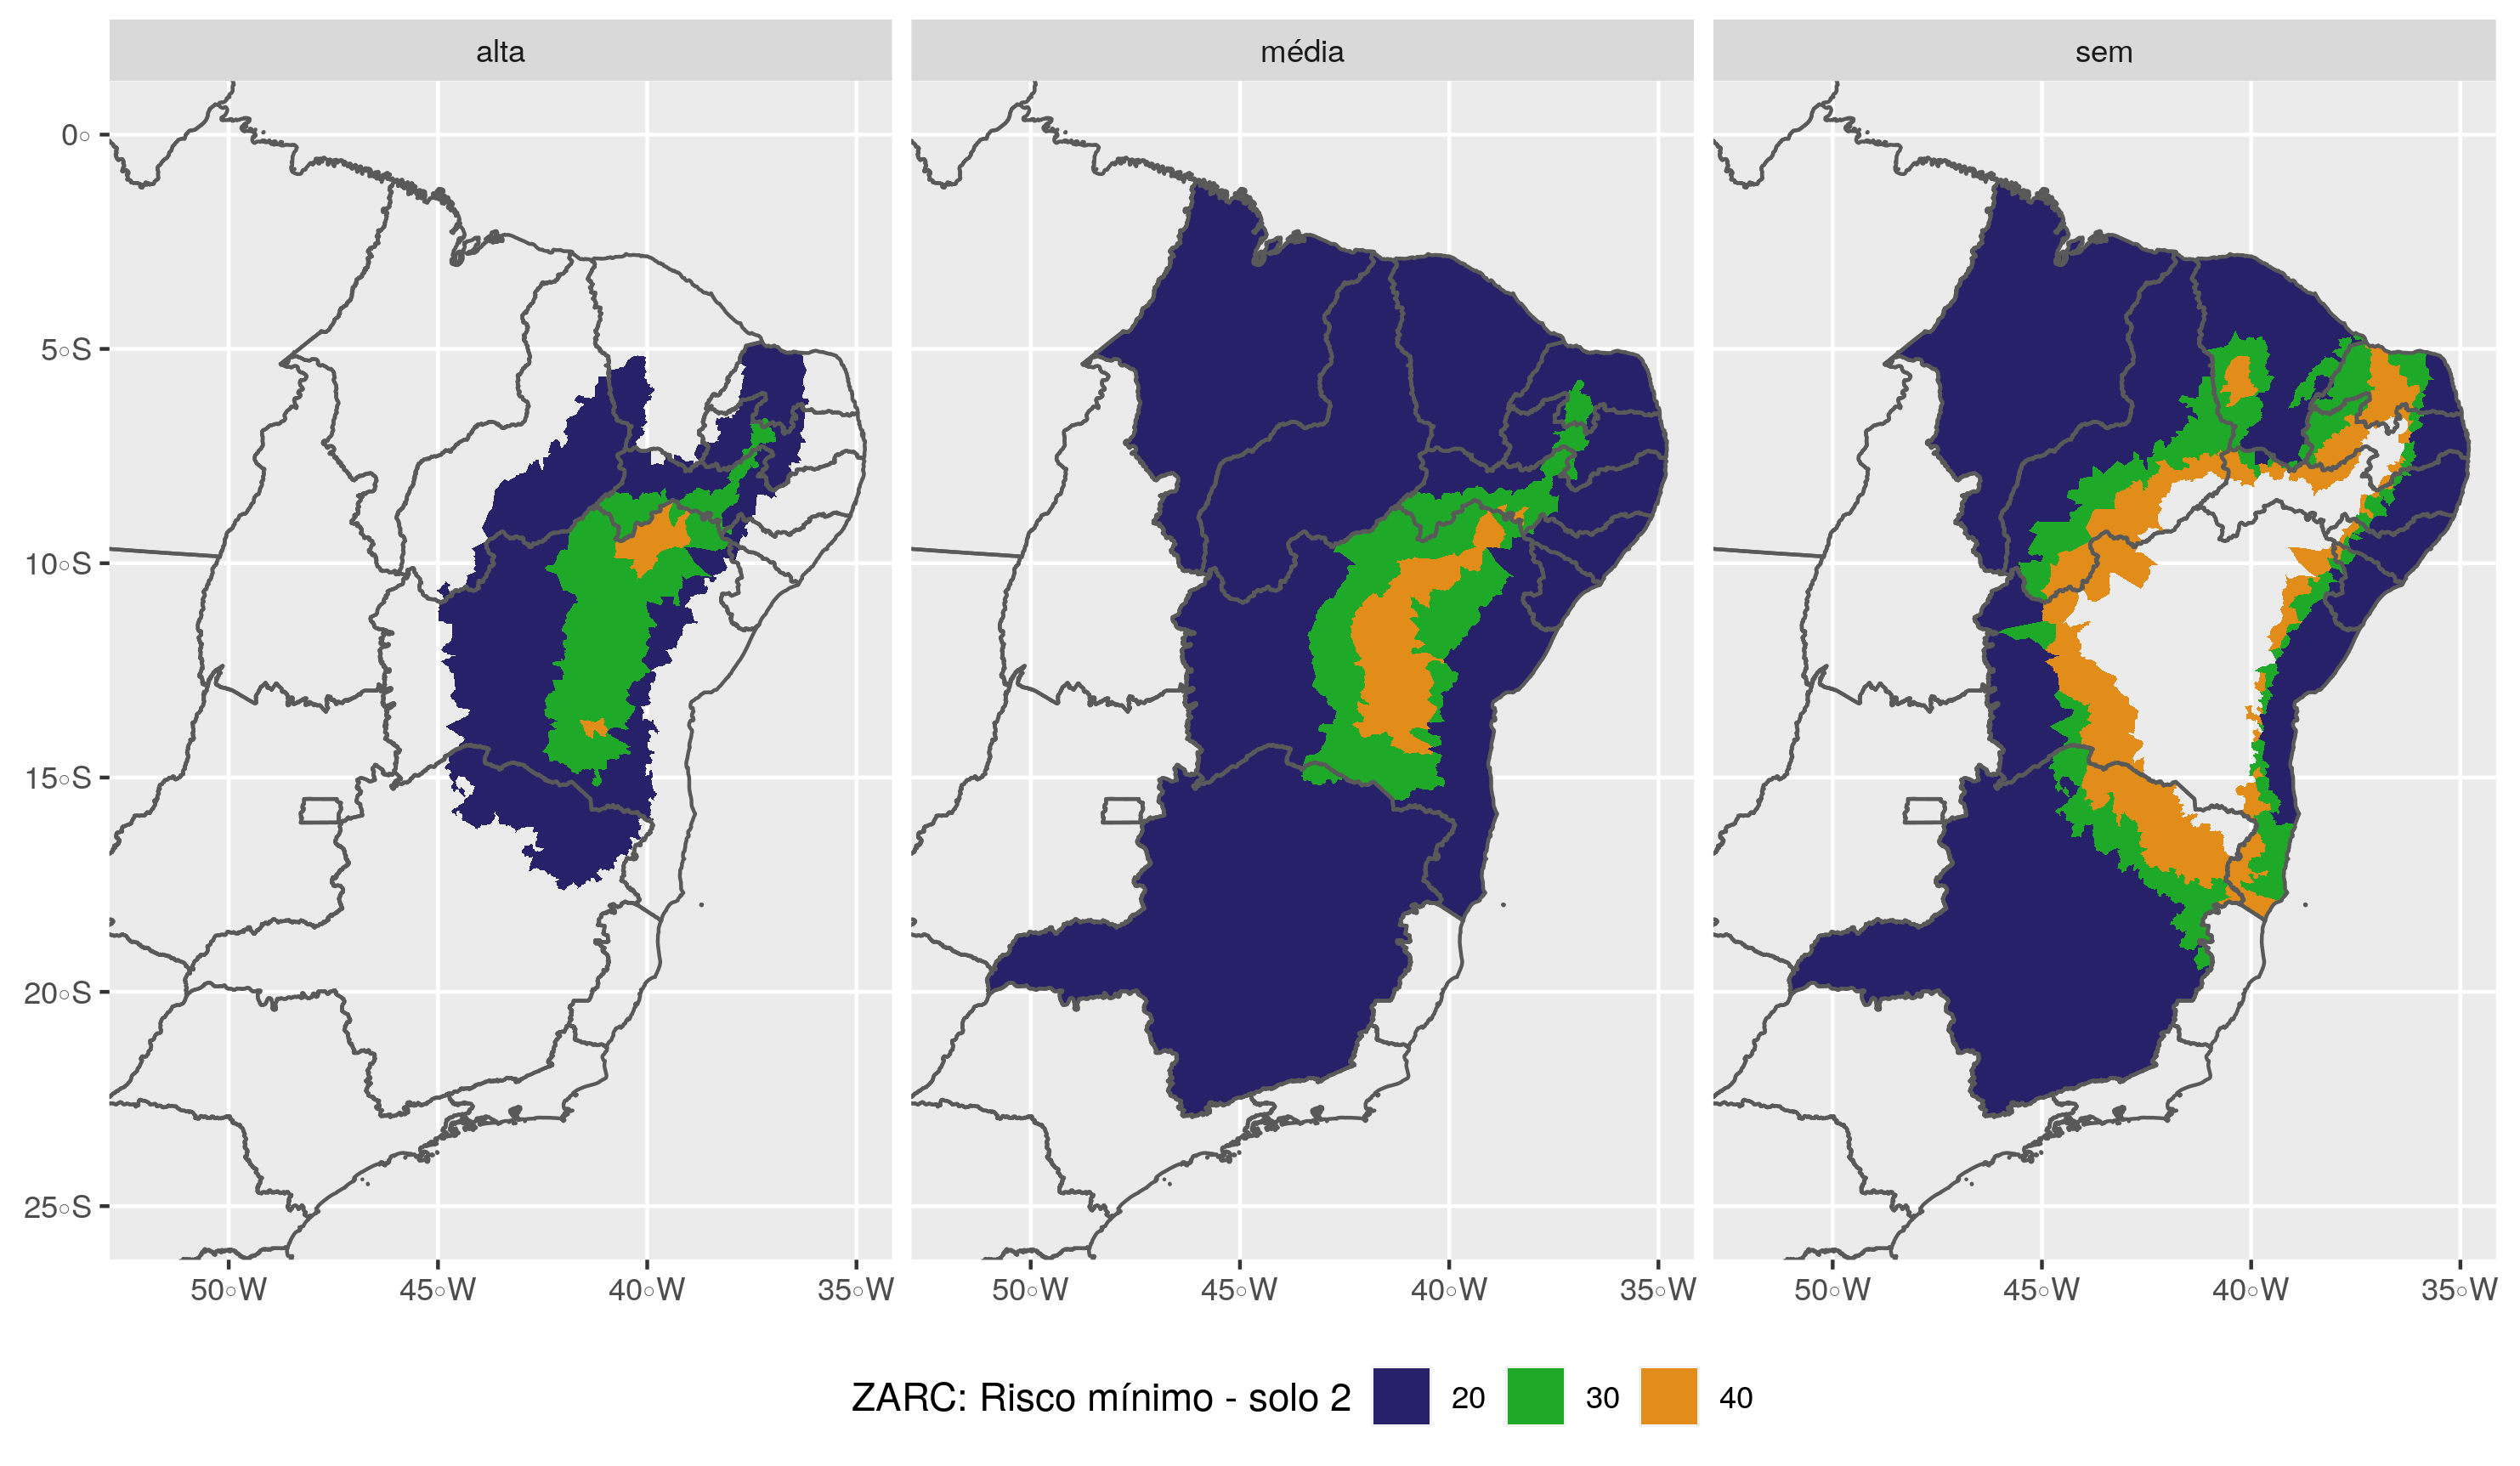 alta
média
sem
0◦
5◦S
10◦S
15◦S
20◦S
25◦S
50◦W 45◦W 40◦W 35◦W
50◦W 45◦W 40◦W 35◦W
50◦W 45◦W 40◦W 35◦W
ZARC: Risco mínimo - solo 2 20 30 40